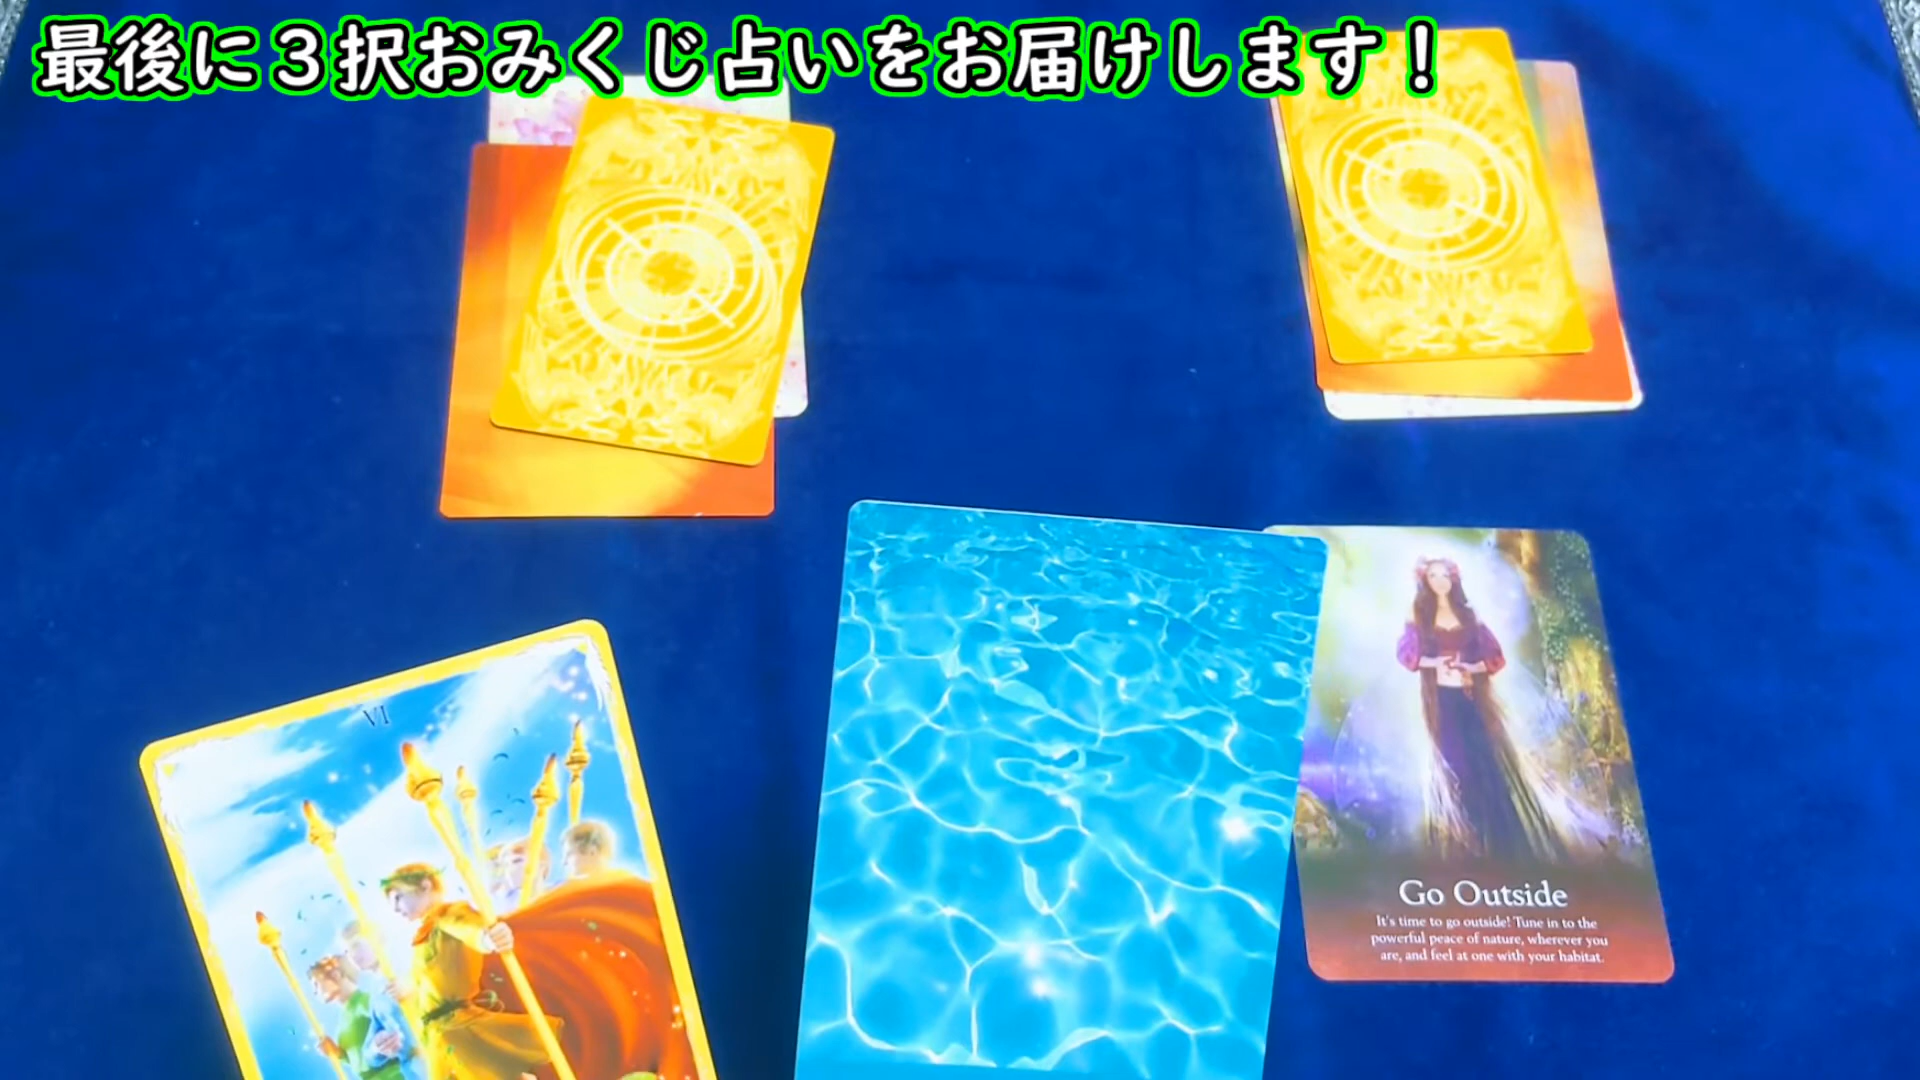 最後に３択おみくじ占いをお届けします！
VI
Go Outside
It's time to go outside! Tune in to the
powerful peace of nature, wherever you
are, and feel at one with your habitat.